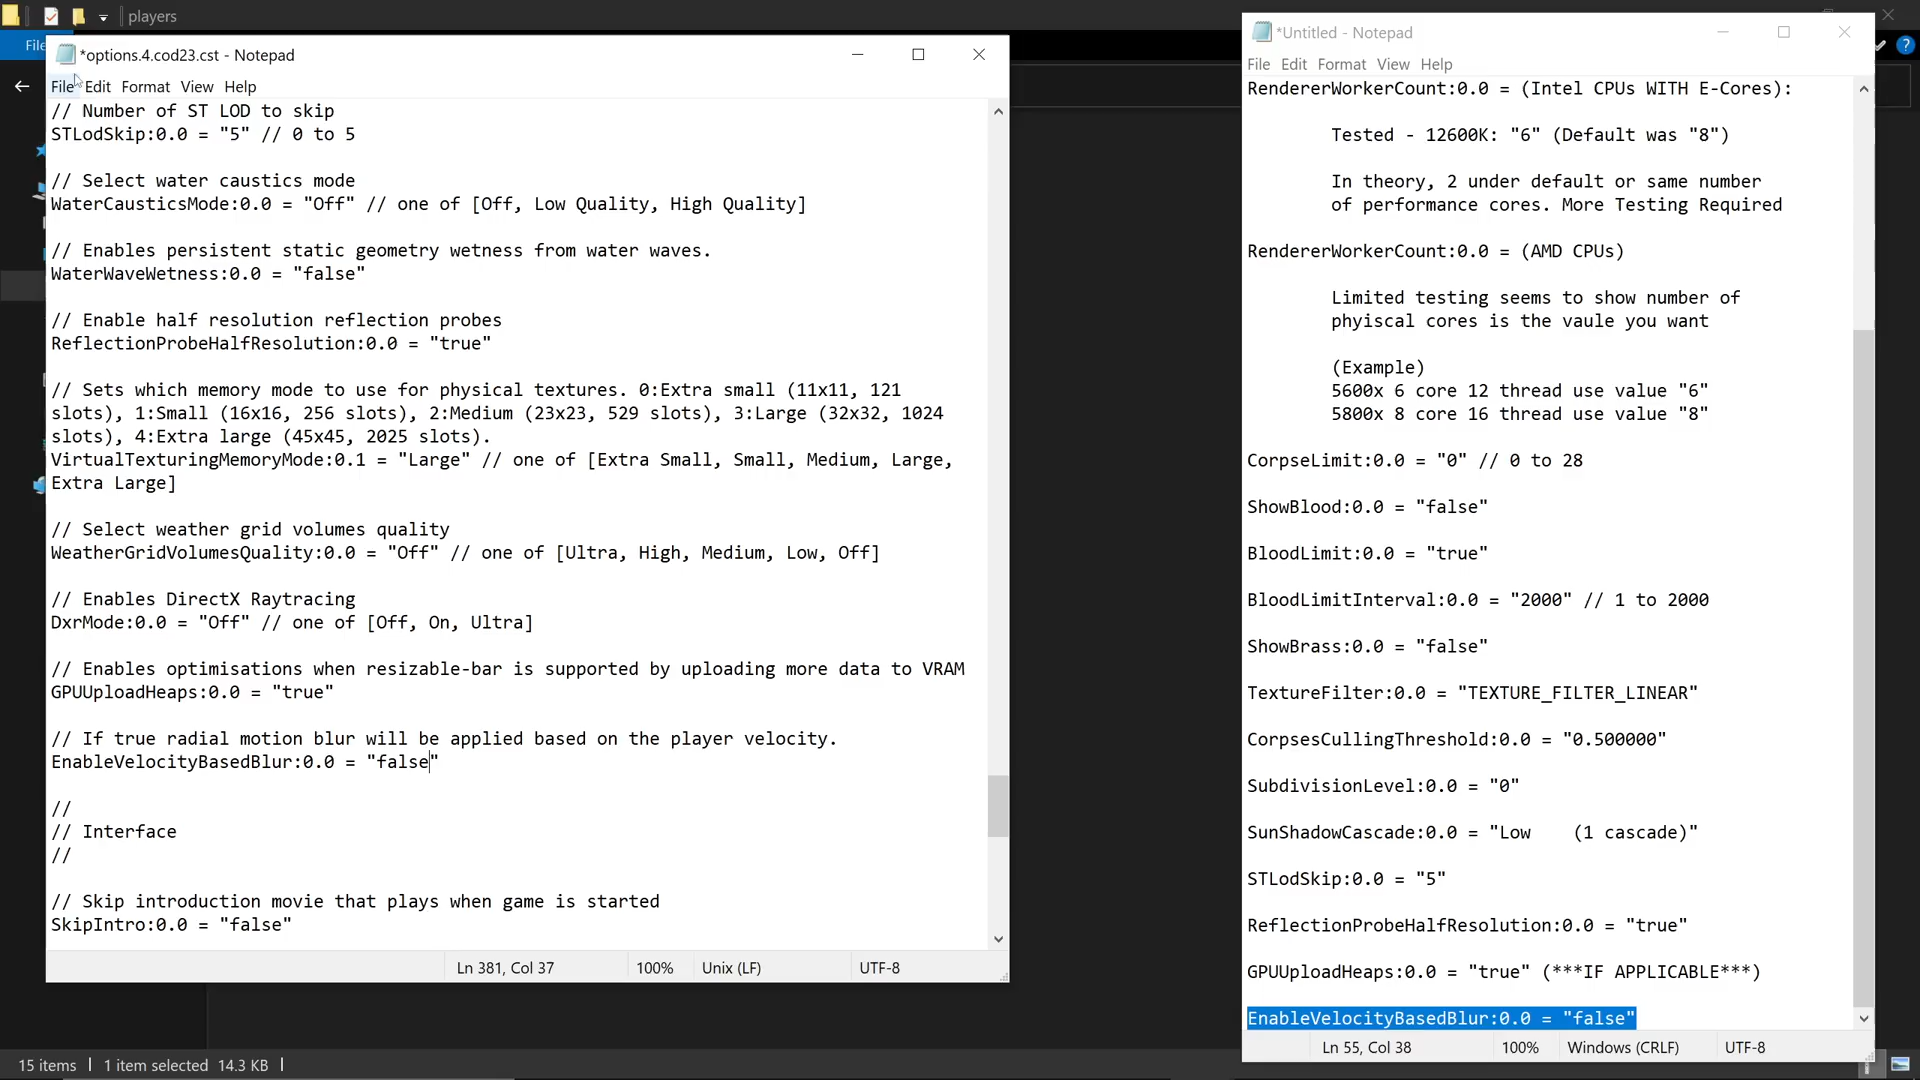 players
File
*options.4.cod23.cst - Notepad
File Edit Format View Help
// Number of ST LOD to skip
STLodSkip:0.0 = "5" // 0 to 5
// Select water caustics mode
WaterCausticsMode:0.0 = "Off" // one of [Off, Low Quality, High Quality]
// Enables persistent static geometry wetness from water waves.
WaterWaveWetness:0.0 = "false"
// Enable half resolution reflection probes
ReflectionProbeHalfResolution:0.0 = "true"
// Sets which memory mode to use for physical textures. 0:Extra small (11x11, 121
slots), 1:Small (16x16, 256 slots), 2:Medium (23x23, 529 slots), 3:Large (32x32, 1024
slots), 4:Extra large (45x45, 2025 slots).
VirtualTexturingMemoryMode:0.1 = "Large" // one of [Extra Small, Small, Medium, Large,
Extra Large]
// Select weather grid volumes quality
WeatherGridVolumesQuality:0.0 = "Off" // one of [Ultra, High, Medium, Low, Off]
// Enables DirectX Raytracing
DxrMode:0.0 = "Off" // one of [Off, On, Ultra]
// Enables optimisations when resizable-bar is supported by uploading more data to VRAM
GPUUploadHeaps:0.0 = "true"
// If true radial motion blur will be applied based on the player velocity.
EnableVelocityBasedBlur:0.0 = "false"
//
// Interface
//
// Skip introduction movie that plays when game is started
SkipIntro:0.0 = "false"
Ln 381, Col 37 100% Unix (LF) UTF-8
*Untitled - Notepad
File Edit Format View Help
RendererWorkerCount:0.0 = (Intel CPUs WITH E-Cores):
Tested - 12600K: "6" (Default was "8")
In theory, 2 under default or same number
of performance cores. More Testing Required
RendererWorkerCount:0.0 = (AMD CPUs)
Limited testing seems to show number of
phyiscal cores is the vaule you want
(Example)
5600x 6 core 12 thread use value "6"
5800x 8 core 16 thread use value "8"
CorpseLimit:0.0 = "0" // 0 to 28
ShowBlood:0.0 = "false"
BloodLimit:0.0 = "true"
BloodLimitInterval:0.0 = "2000" // 1 to 2000
ShowBrass:0.0 = "false"
TextureFilter:0.0 = "TEXTURE_FILTER_LINEAR"
CorpsesCullingThreshold:0.0 = "0.500000"
SubdivisionLevel:0.0 = "0"
SunShadowCascade:0.0 = "Low    (1 cascade)"
STLodSkip:0.0 = "5"
ReflectionProbeHalfResolution:0.0 = "true"
GPUUploadHeaps:0.0 = "true" (***IF APPLICABLE***)
EnableVelocityBasedBlur:0.0 = "false"
Ln 55, Col 38 100% Windows (CRLF) UTF-8
15 items 1 item selected 14.3 KB